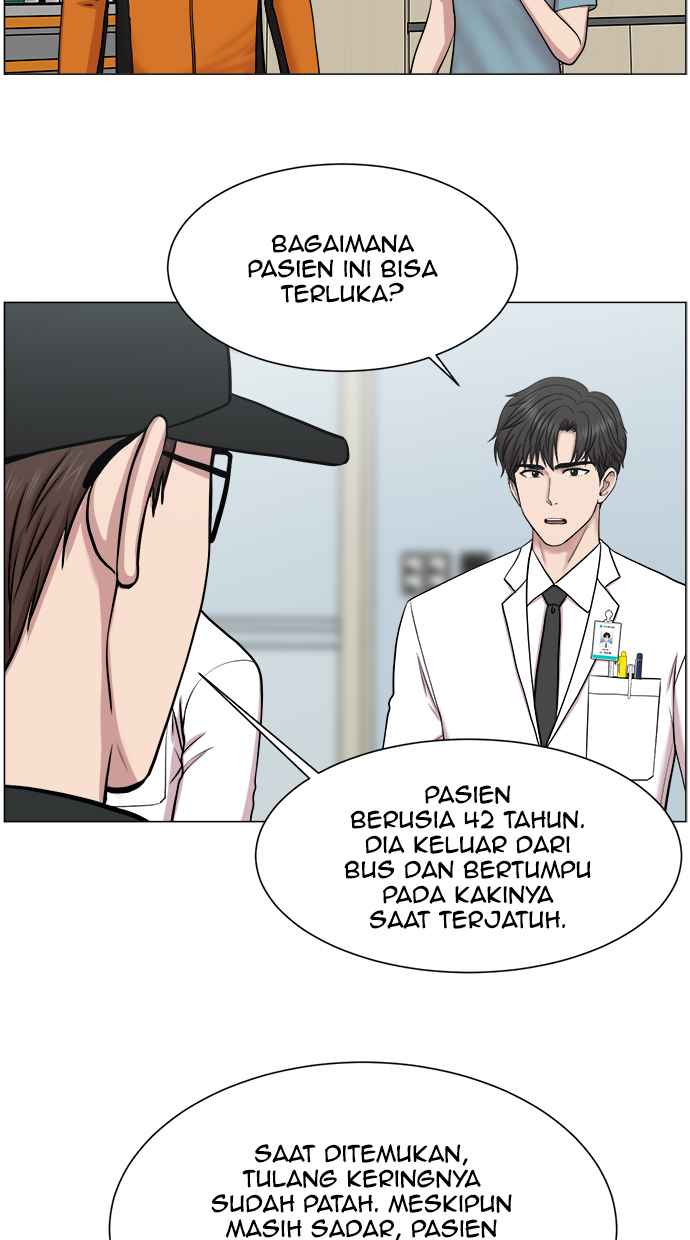 BAGAIMANA
PASIEN INI BISA
TERLUKA?
PASIEN
BERUSIA 42 TAHUN.
DIA KELUAR DARI
BUS DAN BERTUMPU
PADA KAKINYA
SAAT TERJATUH.
SAAT DITEMUKAN,
TULANG KERINGNYA
SUDAH PATAH. MESKIPUN
MASIH SADAR, PASIEN